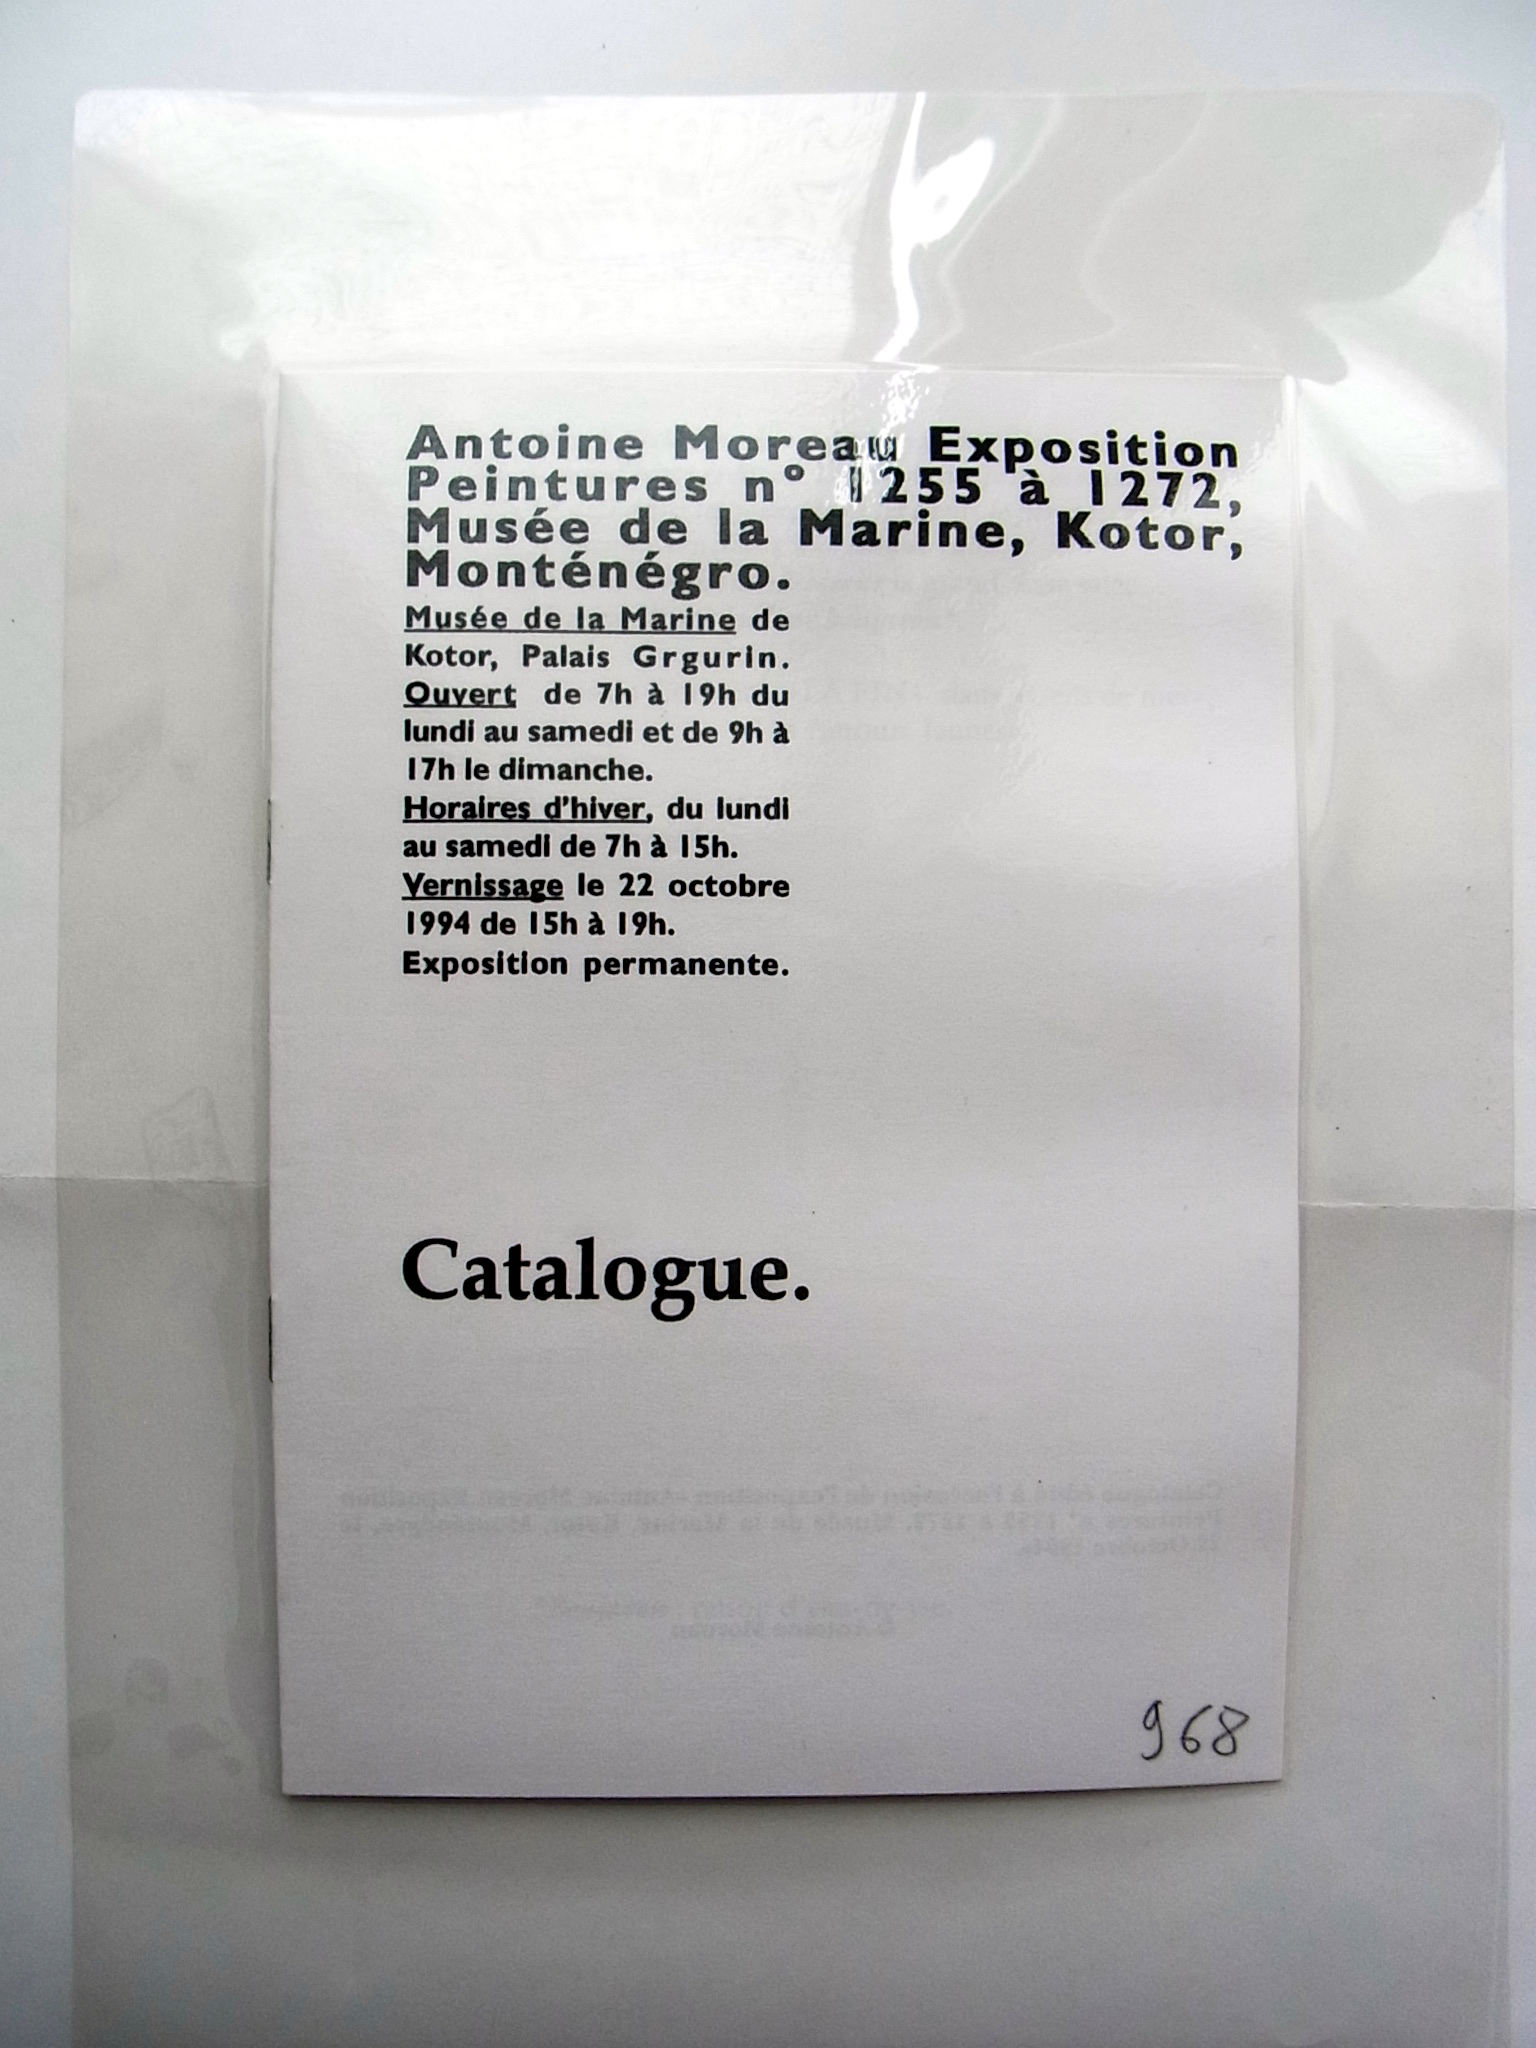 Antoine Moreau Exposition
Peintures n° 1255 à 1272,
Musée de la Marine, Kotor,
Monténégro.
Musée de la Marine de
Kotor, Palais Grgurin.
Ouvert de 7h à 19h du
lundi au samedi et de 9h à
17h le dimanche.
Horaires d'hiver, du lundi
au samedi de 7h à 15h.
Vernissage le 22 octobre
1994 de 15h à 19h.
Exposition permanente.
Catalogue.
968